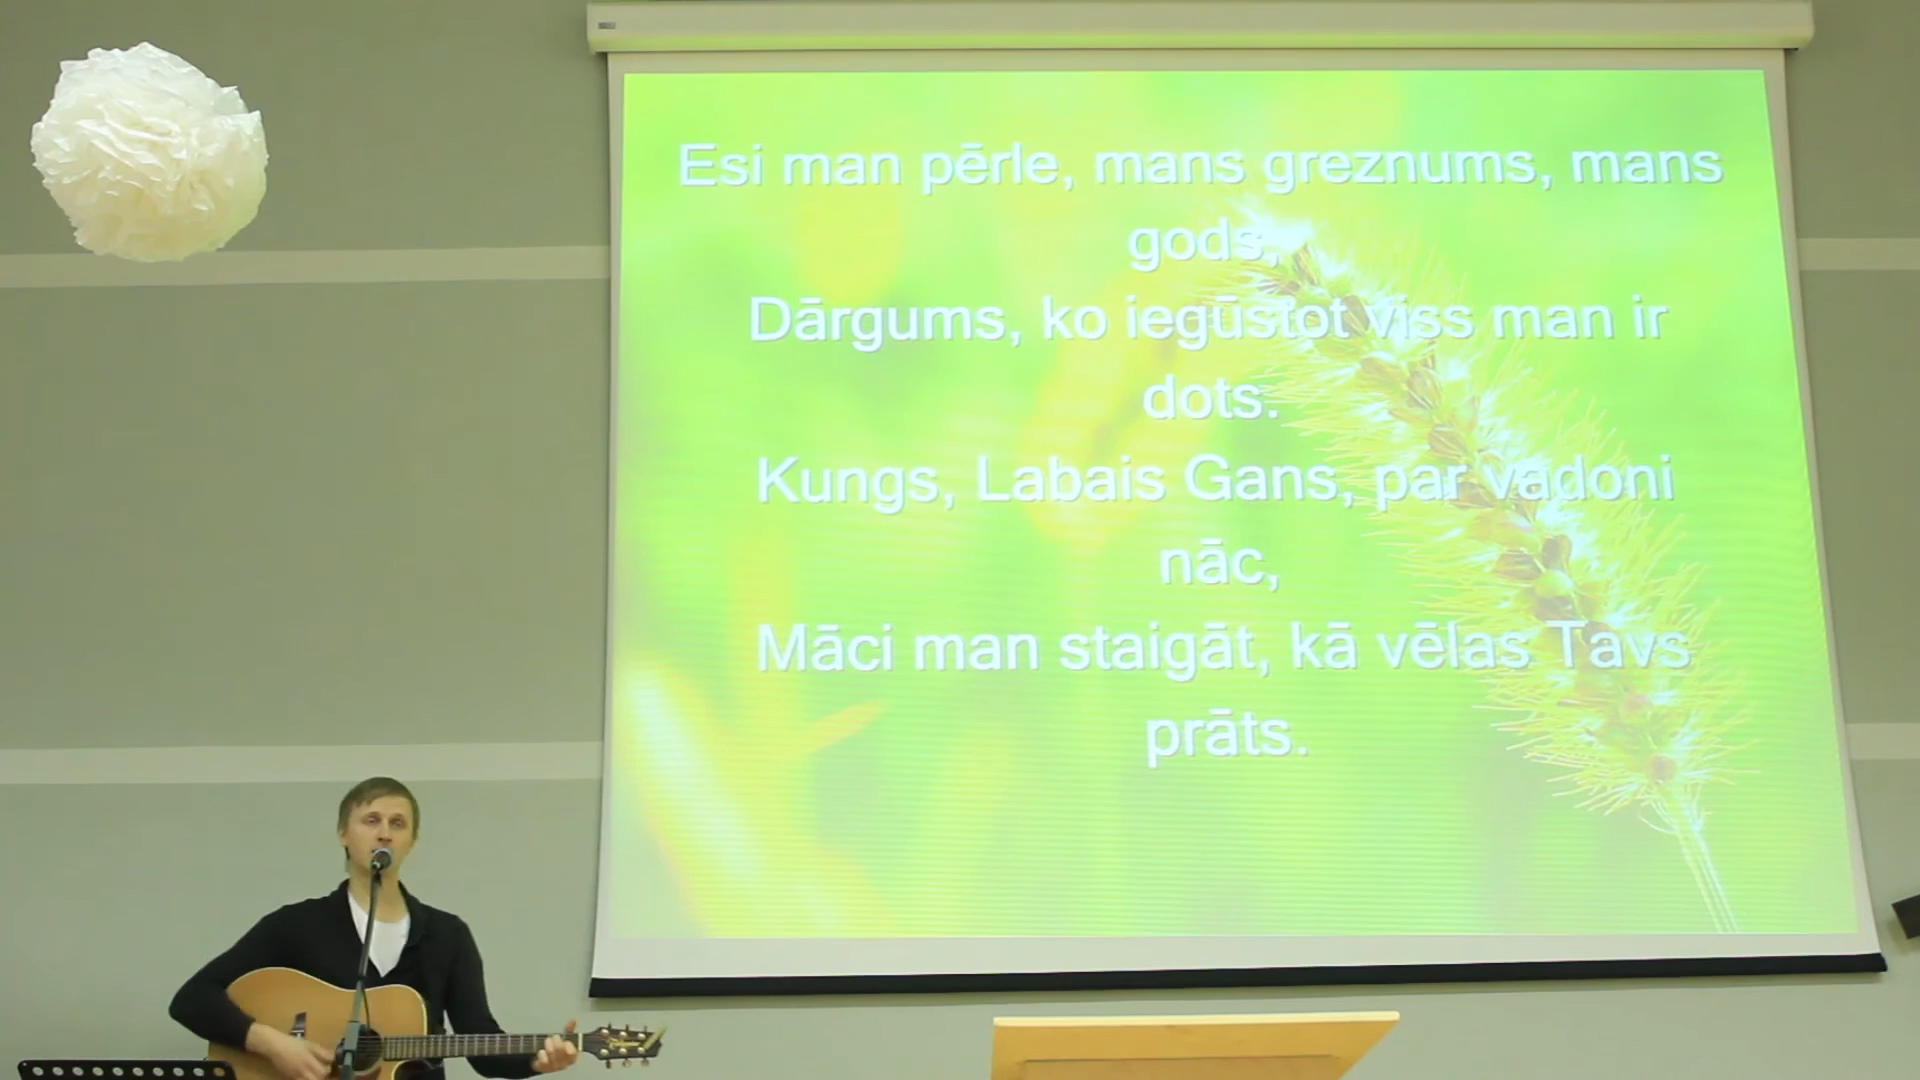 Esi man pērle, mans greznums, mans
gods,
Dārgums, ko iegūstot viss man ir
dots.
Kungs, Labais Gans, par vadoni
nāc,
Māci man staigāt, kā vēlas Tavs
prāts.